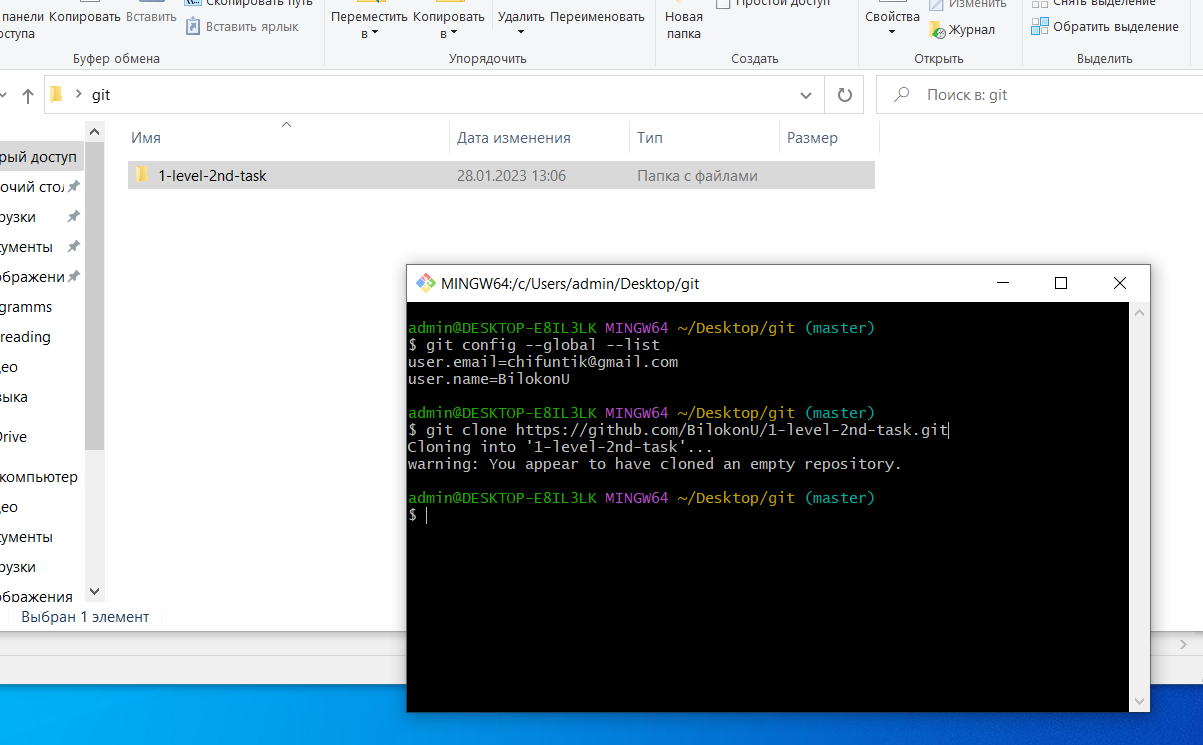 панели Копировать Вставить
оступа
Скопировать путь
Вставить ярлык
Буфер обмена
Переместить Копировать
в в
Удалить Переименовать
Упорядочить
Новая
папка
Простой доступ
Создать
Свойства
Изменить
Журнал
Открыть
Снять выделение
Обратить выделение
Выделить
git
Поиск в: git
Имя Дата изменения Тип Размер
1-level-2nd-task 28.01.2023 13:06 Папка с файлами
рый доступ
очий стол
рузки
кументы
ображени
gramms
reading
ео
зыка
Drive
компьютер
ео
кументы
рузки
ображения
Выбран 1 элемент
MINGW64:/c/Users/admin/Desktop/git
admin@DESKTOP-E8IL3LK MINGW64 ~/Desktop/git (master)
$ git config --global --list
user.email=chifuntik@gmail.com
user.name=BilokonU
admin@DESKTOP-E8IL3LK MINGW64 ~/Desktop/git (master)
$ git clone https://github.com/BilokonU/1-level-2nd-task.git
Cloning into '1-level-2nd-task'...
warning: You appear to have cloned an empty repository.
admin@DESKTOP-E8IL3LK MINGW64 ~/Desktop/git (master)
$